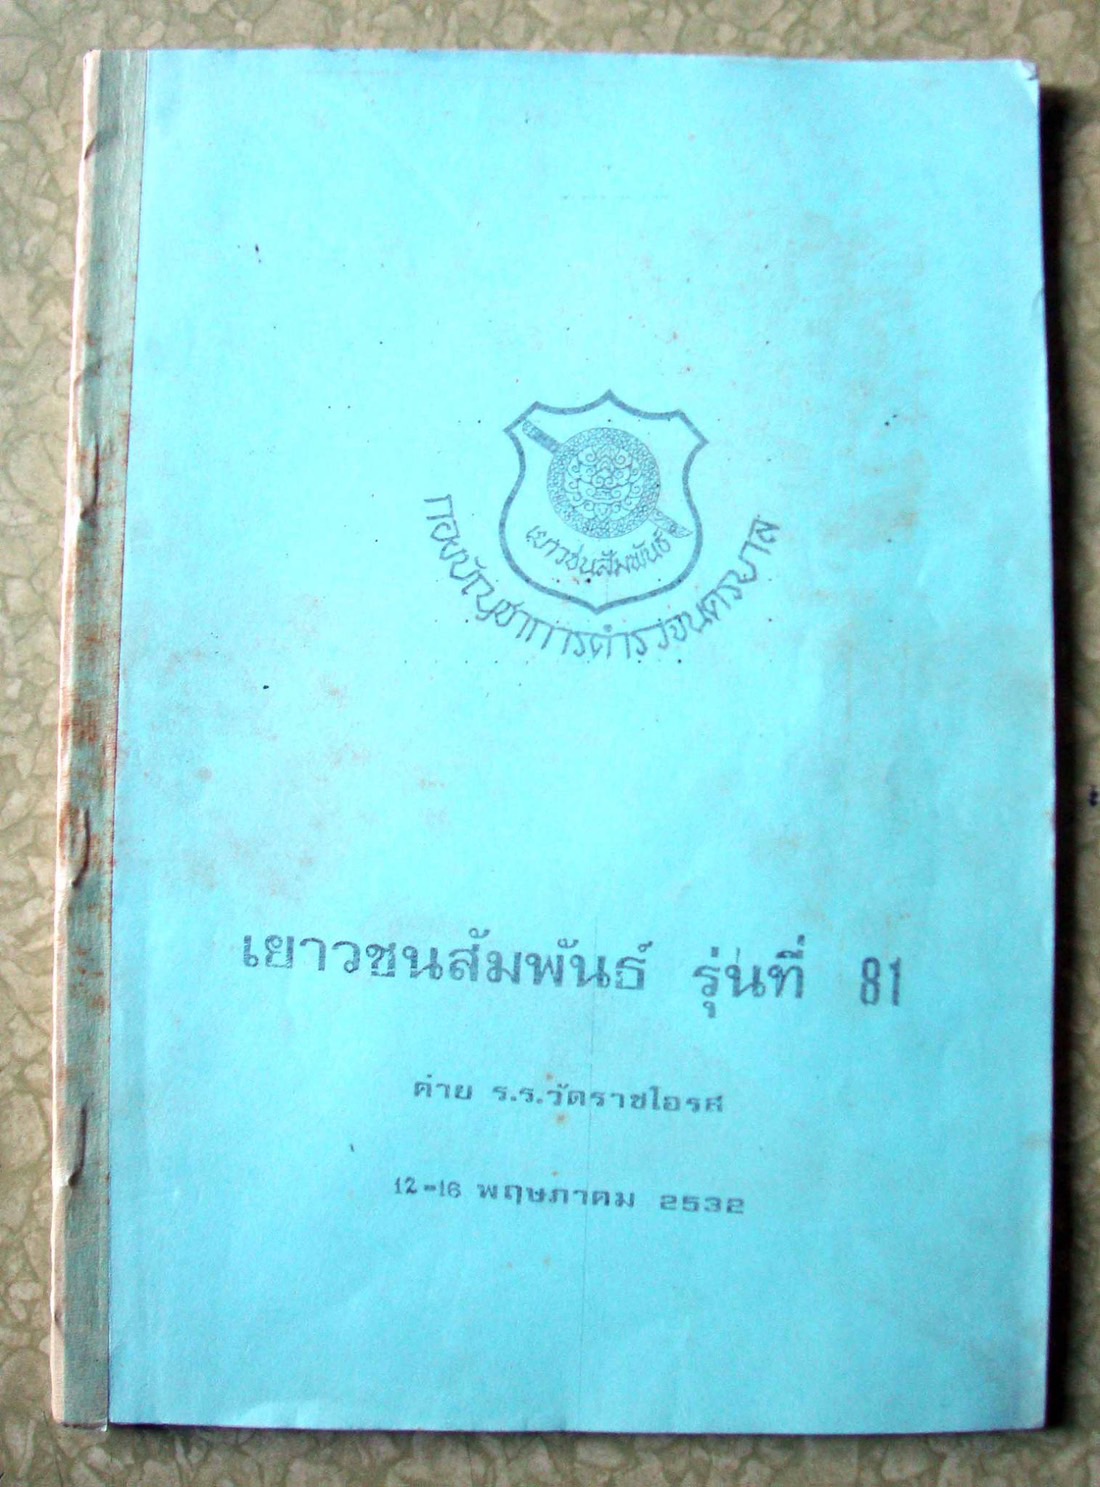 เยาวชนสัมพันธ์
กองบัญชาการตำรวจนครบาล
เยาวชนสัมพันธ์ รุ่นที่ 81
ค่าย ร.ร.วัดราชโอรส
12-16 พฤษภาคม 2532